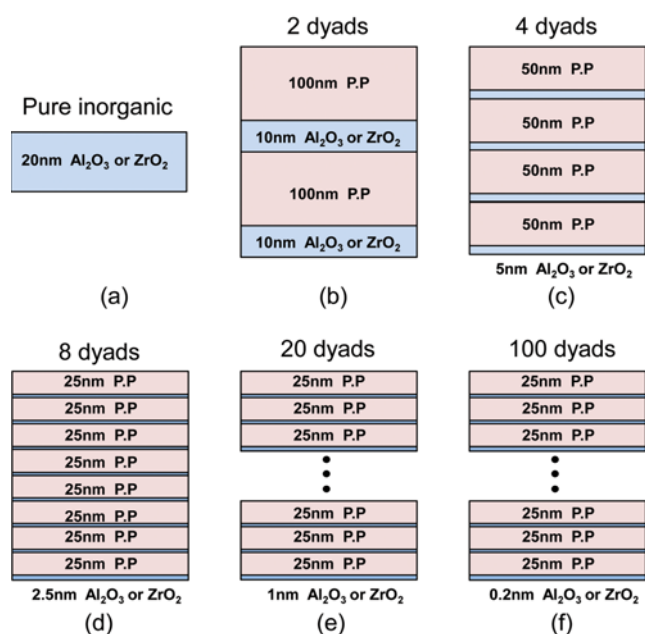 Pure inorganic
20nm Al₂O₃ or ZrO₂
(a)
2 dyads
100nm P.P
10nm Al₂O₃ or ZrO₂
100nm P.P
10nm Al₂O₃ or ZrO₂
(b)
4 dyads
50nm P.P
50nm P.P
50nm P.P
50nm P.P
5nm Al₂O₃ or ZrO₂
(c)
8 dyads
25nm P.P
25nm P.P
25nm P.P
25nm P.P
25nm P.P
25nm P.P
25nm P.P
25nm P.P
2.5nm Al₂O₃ or ZrO₂
(d)
20 dyads
25nm P.P
25nm P.P
25nm P.P
25nm P.P
25nm P.P
25nm P.P
1nm Al₂O₃ or ZrO₂
(e)
100 dyads
25nm P.P
25nm P.P
25nm P.P
25nm P.P
25nm P.P
25nm P.P
0.2nm Al₂O₃ or ZrO₂
(f)